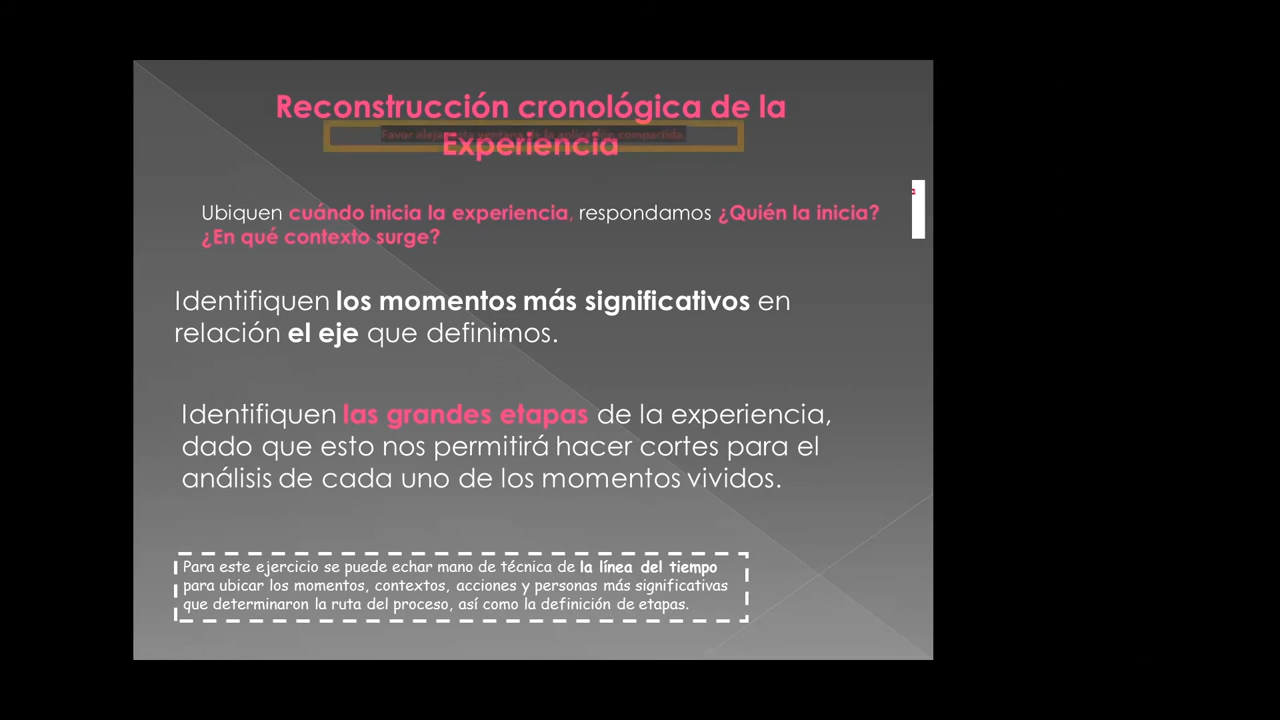 Reconstrucción cronológica de la
Experiencia
Favor aleja esta ventana de la aplicación compartida.
Ubiquen cuándo inicia la experiencia, respondamos ¿Quién la inicia?
¿En qué contexto surge?
Identifiquen los momentos más significativos en
relación el eje que definimos.
Identifiquen las grandes etapas de la experiencia,
dado que esto nos permitirá hacer cortes para el
análisis de cada uno de los momentos vividos.
Para este ejercicio se puede echar mano de técnica de la línea del tiempo
para ubicar los momentos, contextos, acciones y personas más significativas
que determinaron la ruta del proceso, así como la definición de etapas.